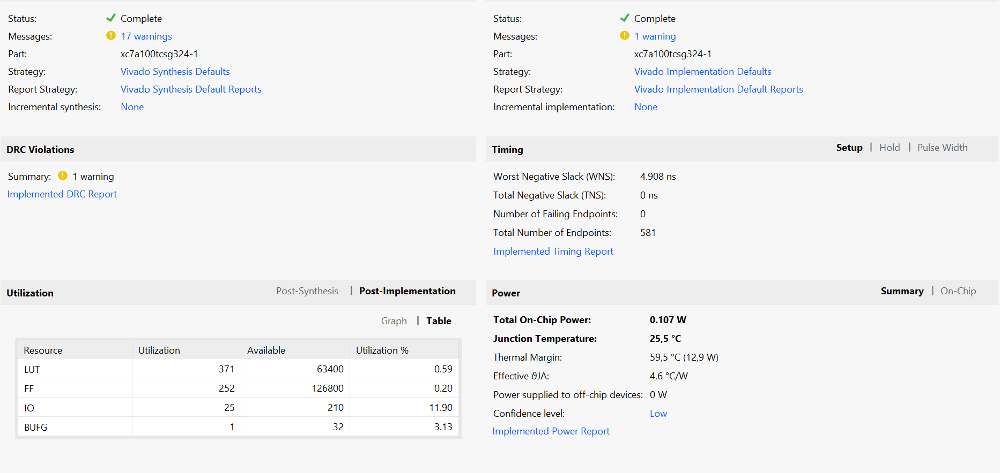 Status: Complete
Messages: 17 warnings
Part: xc7a100tcsg324-1
Strategy: Vivado Synthesis Defaults
Report Strategy: Vivado Synthesis Default Reports
Incremental synthesis: None
Status: Complete
Messages: 1 warning
Part: xc7a100tcsg324-1
Strategy: Vivado Implementation Defaults
Report Strategy: Vivado Implementation Default Reports
Incremental implementation: None
DRC Violations
Summary: 1 warning
Implemented DRC Report
Timing Setup | Hold | Pulse Width
Worst Negative Slack (WNS): 4.908 ns
Total Negative Slack (TNS): 0 ns
Number of Failing Endpoints: 0
Total Number of Endpoints: 581
Implemented Timing Report
Utilization Post-Synthesis | Post-Implementation
Graph | Table
Resource Utilization Available Utilization %
LUT 371 63400 0.59
FF 252 126800 0.20
IO 25 210 11.90
BUFG 1 32 3.13
Power Summary | On-Chip
Total On-Chip Power: 0.107 W
Junction Temperature: 25,5 °C
Thermal Margin: 59,5 °C (12,9 W)
Effective ϑJA: 4,6 °C/W
Power supplied to off-chip devices: 0 W
Confidence level: Low
Implemented Power Report